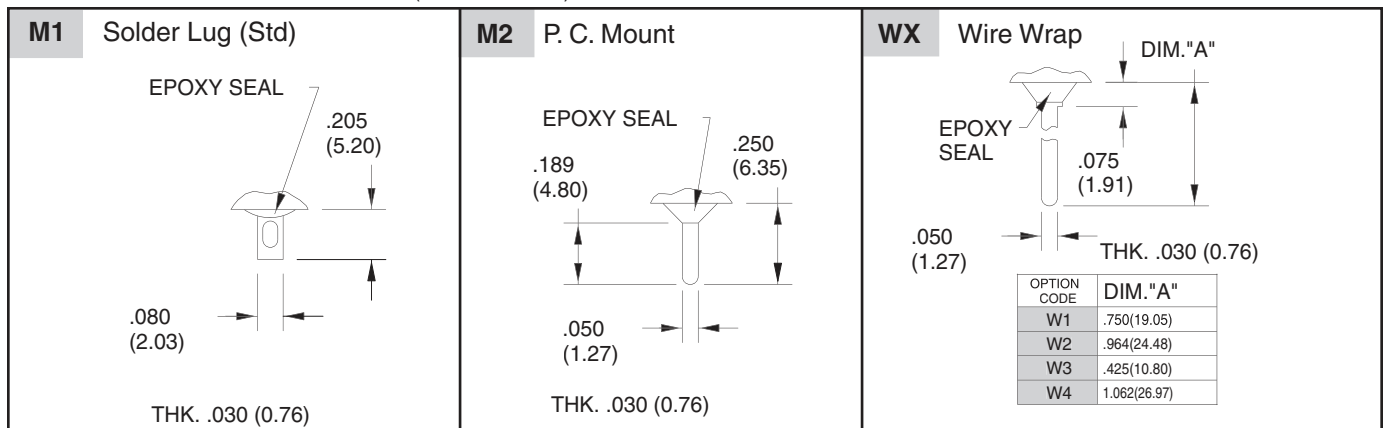 M1 Solder Lug (Std)
EPOXY SEAL
.205
(5.20)
.080
(2.03)
THK. .030 (0.76)
M2 P. C. Mount
EPOXY SEAL
.250
(6.35)
.189
(4.80)
.050
(1.27)
THK. .030 (0.76)
WX Wire Wrap
DIM."A"
EPOXY
SEAL
.075
(1.91)
.050
(1.27)
THK. .030 (0.76)
OPTION
CODE
DIM."A"
W1 .750(19.05)
W2 .964(24.48)
W3 .425(10.80)
W4 1.062(26.97)